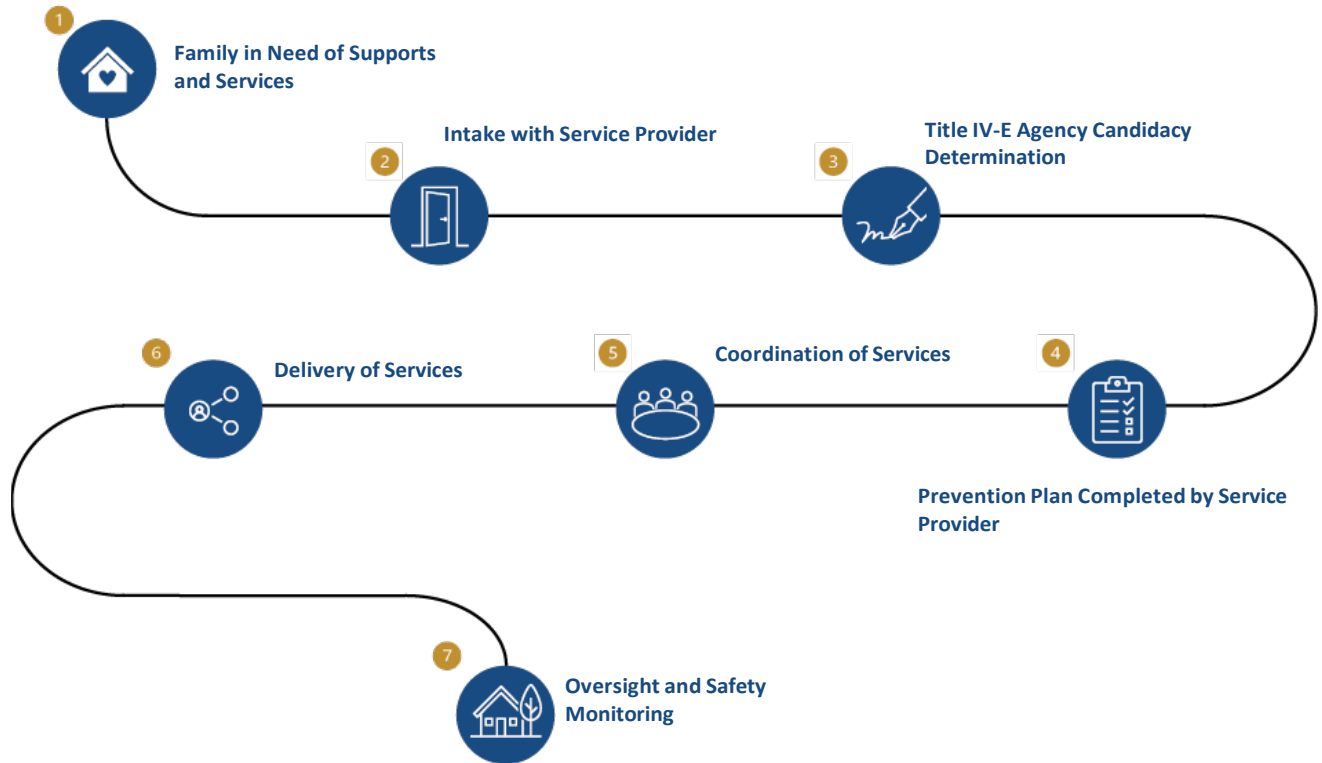 1
Family in Need of Supports
and Services
2
Intake with Service Provider
3
Title IV-E Agency Candidacy
Determination
4
Prevention Plan Completed by Service
Provider
5
Coordination of Services
6
Delivery of Services
7
Oversight and Safety
Monitoring